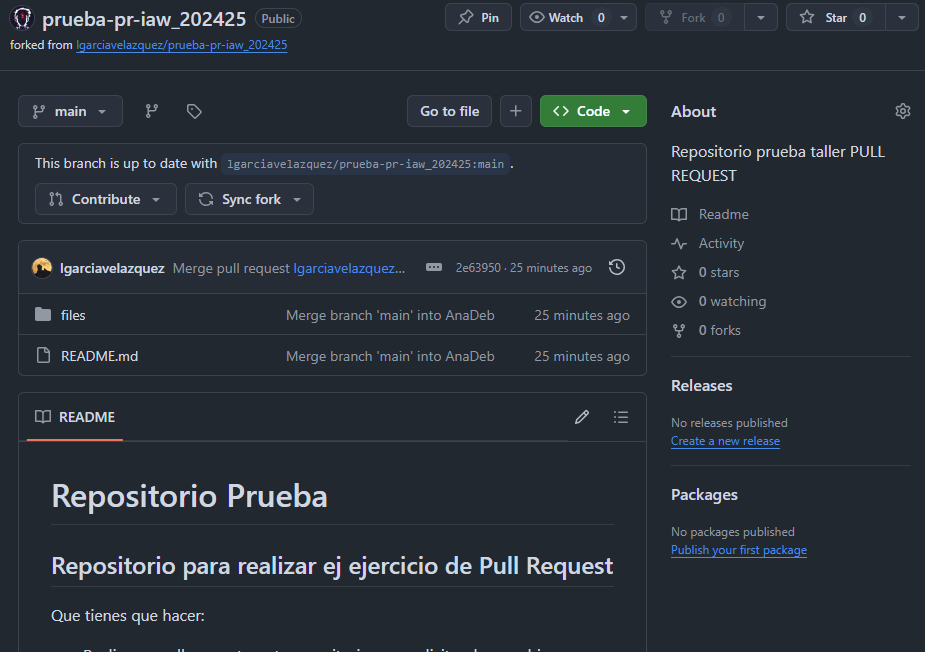 prueba-pr-iaw_202425 Public Pin Watch 0 Fork 0 Star 0
forked from lgarciavelazquez/prueba-pr-iaw_202425
main Go to file + <> Code
This branch is up to date with lgarciavelazquez/prueba-pr-iaw_202425:main .
Contribute Sync fork
lgarciavelazquez Merge pull request lgarciavelazquez... 2e63950 · 25 minutes ago
files Merge branch 'main' into AnaDeb 25 minutes ago
README.md Merge branch 'main' into AnaDeb 25 minutes ago
README
Repositorio Prueba
Repositorio para realizar ej ejercicio de Pull Request
Que tienes que hacer:
About
Repositorio prueba taller PULL
REQUEST
Readme
Activity
0 stars
0 watching
0 forks
Releases
No releases published
Create a new release
Packages
No packages published
Publish your first package